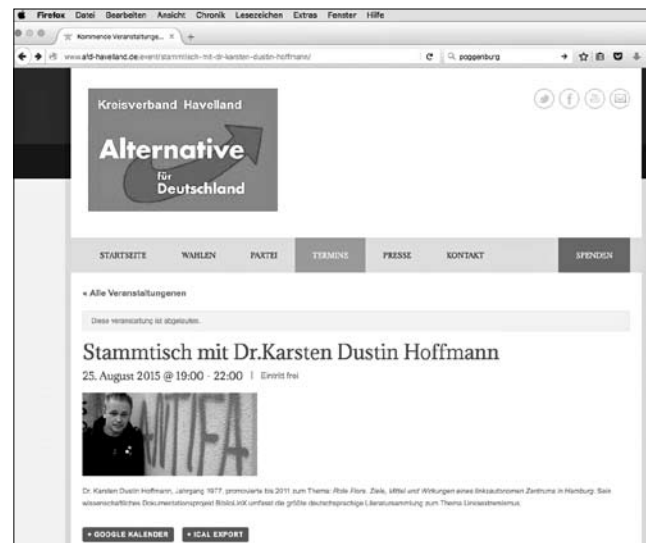 Firefox Datei Bearbeiten Ansicht Chronik Lesezeichen Extras Fenster Hilfe
Kommende Veranstaltunge...
www.afd-havelland.de/event/stammtisch-mit-dr-karsten-dustin-hoffmann/
poggenburg
Kreisverband Havelland
Alternative
für
Deutschland
STARTSEITE WAHLEN PARTEI TERMINE PRESSE KONTAKT SPENDEN
« Alle Veranstaltungenen
Diese veranstaltung ist abgelaufen.
Stammtisch mit Dr.Karsten Dustin Hoffmann
25. August 2015 @ 19:00 - 22:00 | Eintritt frei
ANTIFA
Dr. Karsten Dustin Hoffmann, Jahrgang 1977, promovierte bis 2011 zum Thema: Rote Flora. Ziele, Mittel und Wirkungen eines linksautonomen Zentrums in Hamburg. Sein
wissenschaftliches Dokumentationsprojekt BiblioLinX umfasst die größte deutschsprachige Literatursammlung zum Thema Linksextremismus.
+ GOOGLE KALENDER + ICAL EXPORT